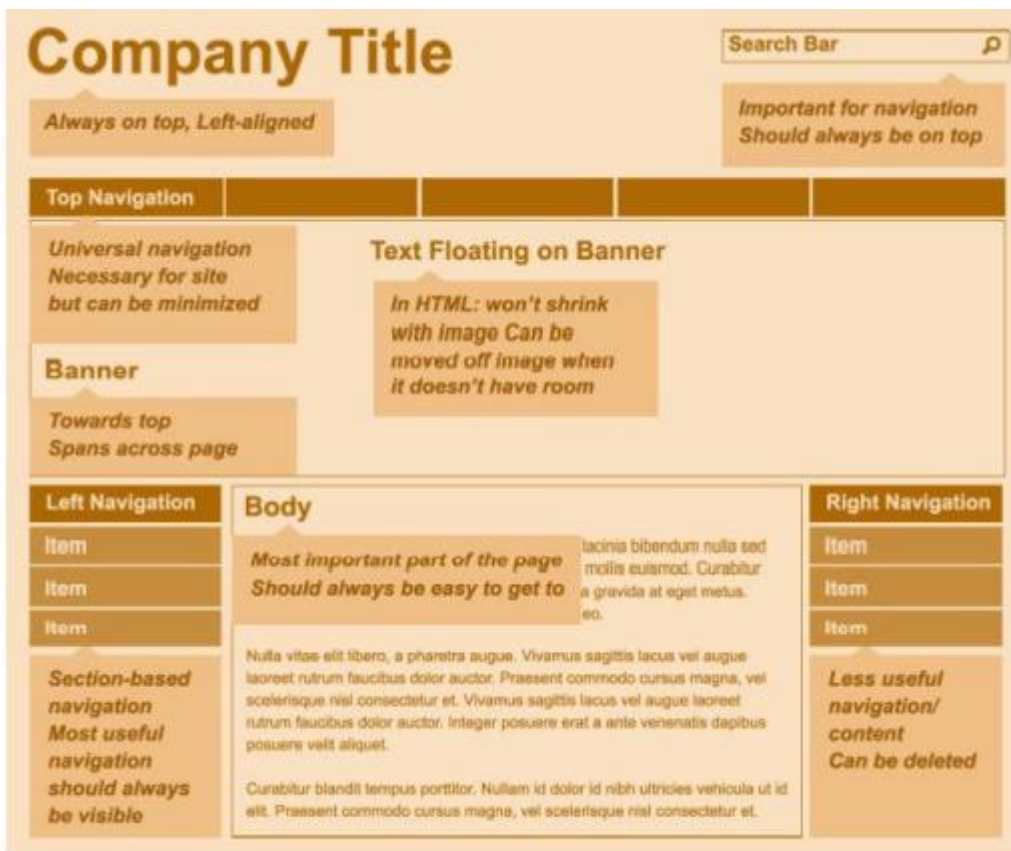 Company Title
Search Bar
Always on top, Left-aligned
Important for navigation
Should always be on top
Top Navigation
Universal navigation
Necessary for site
but can be minimized
Text Floating on Banner
In HTML: won't shrink
with image Can be
moved off image when
it doesn't have room
Banner
Towards top
Spans across page
Left Navigation
Item
Item
Item
Section-based
navigation
Most useful
navigation
should always
be visible
Body
Most important part of the page
Should always be easy to get to
lacinia bibendum nulla sed
mollis euismod. Curabitur
a gravida at eget metus.
eo.
Nulla vitae elit libero, a pharetra augue. Vivamus sagittis lacus vel augue
laoreet rutrum faucibus dolor auctor. Praesent commodo cursus magna, vel
scelerisque nisl consectetur et. Vivamus sagittis lacus vel augue laoreet
rutrum faucibus dolor auctor. Integer posuere erat a ante venenatis dapibus
posuere velit aliquet.
Curabitur blandit tempus porttitor. Nullam id dolor id nibh ultricies vehicula ut id
elit. Praesent commodo cursus magna, vel scelerisque nisl consectetur et.
Right Navigation
Item
Item
Item
Less useful
navigation/
content
Can be deleted